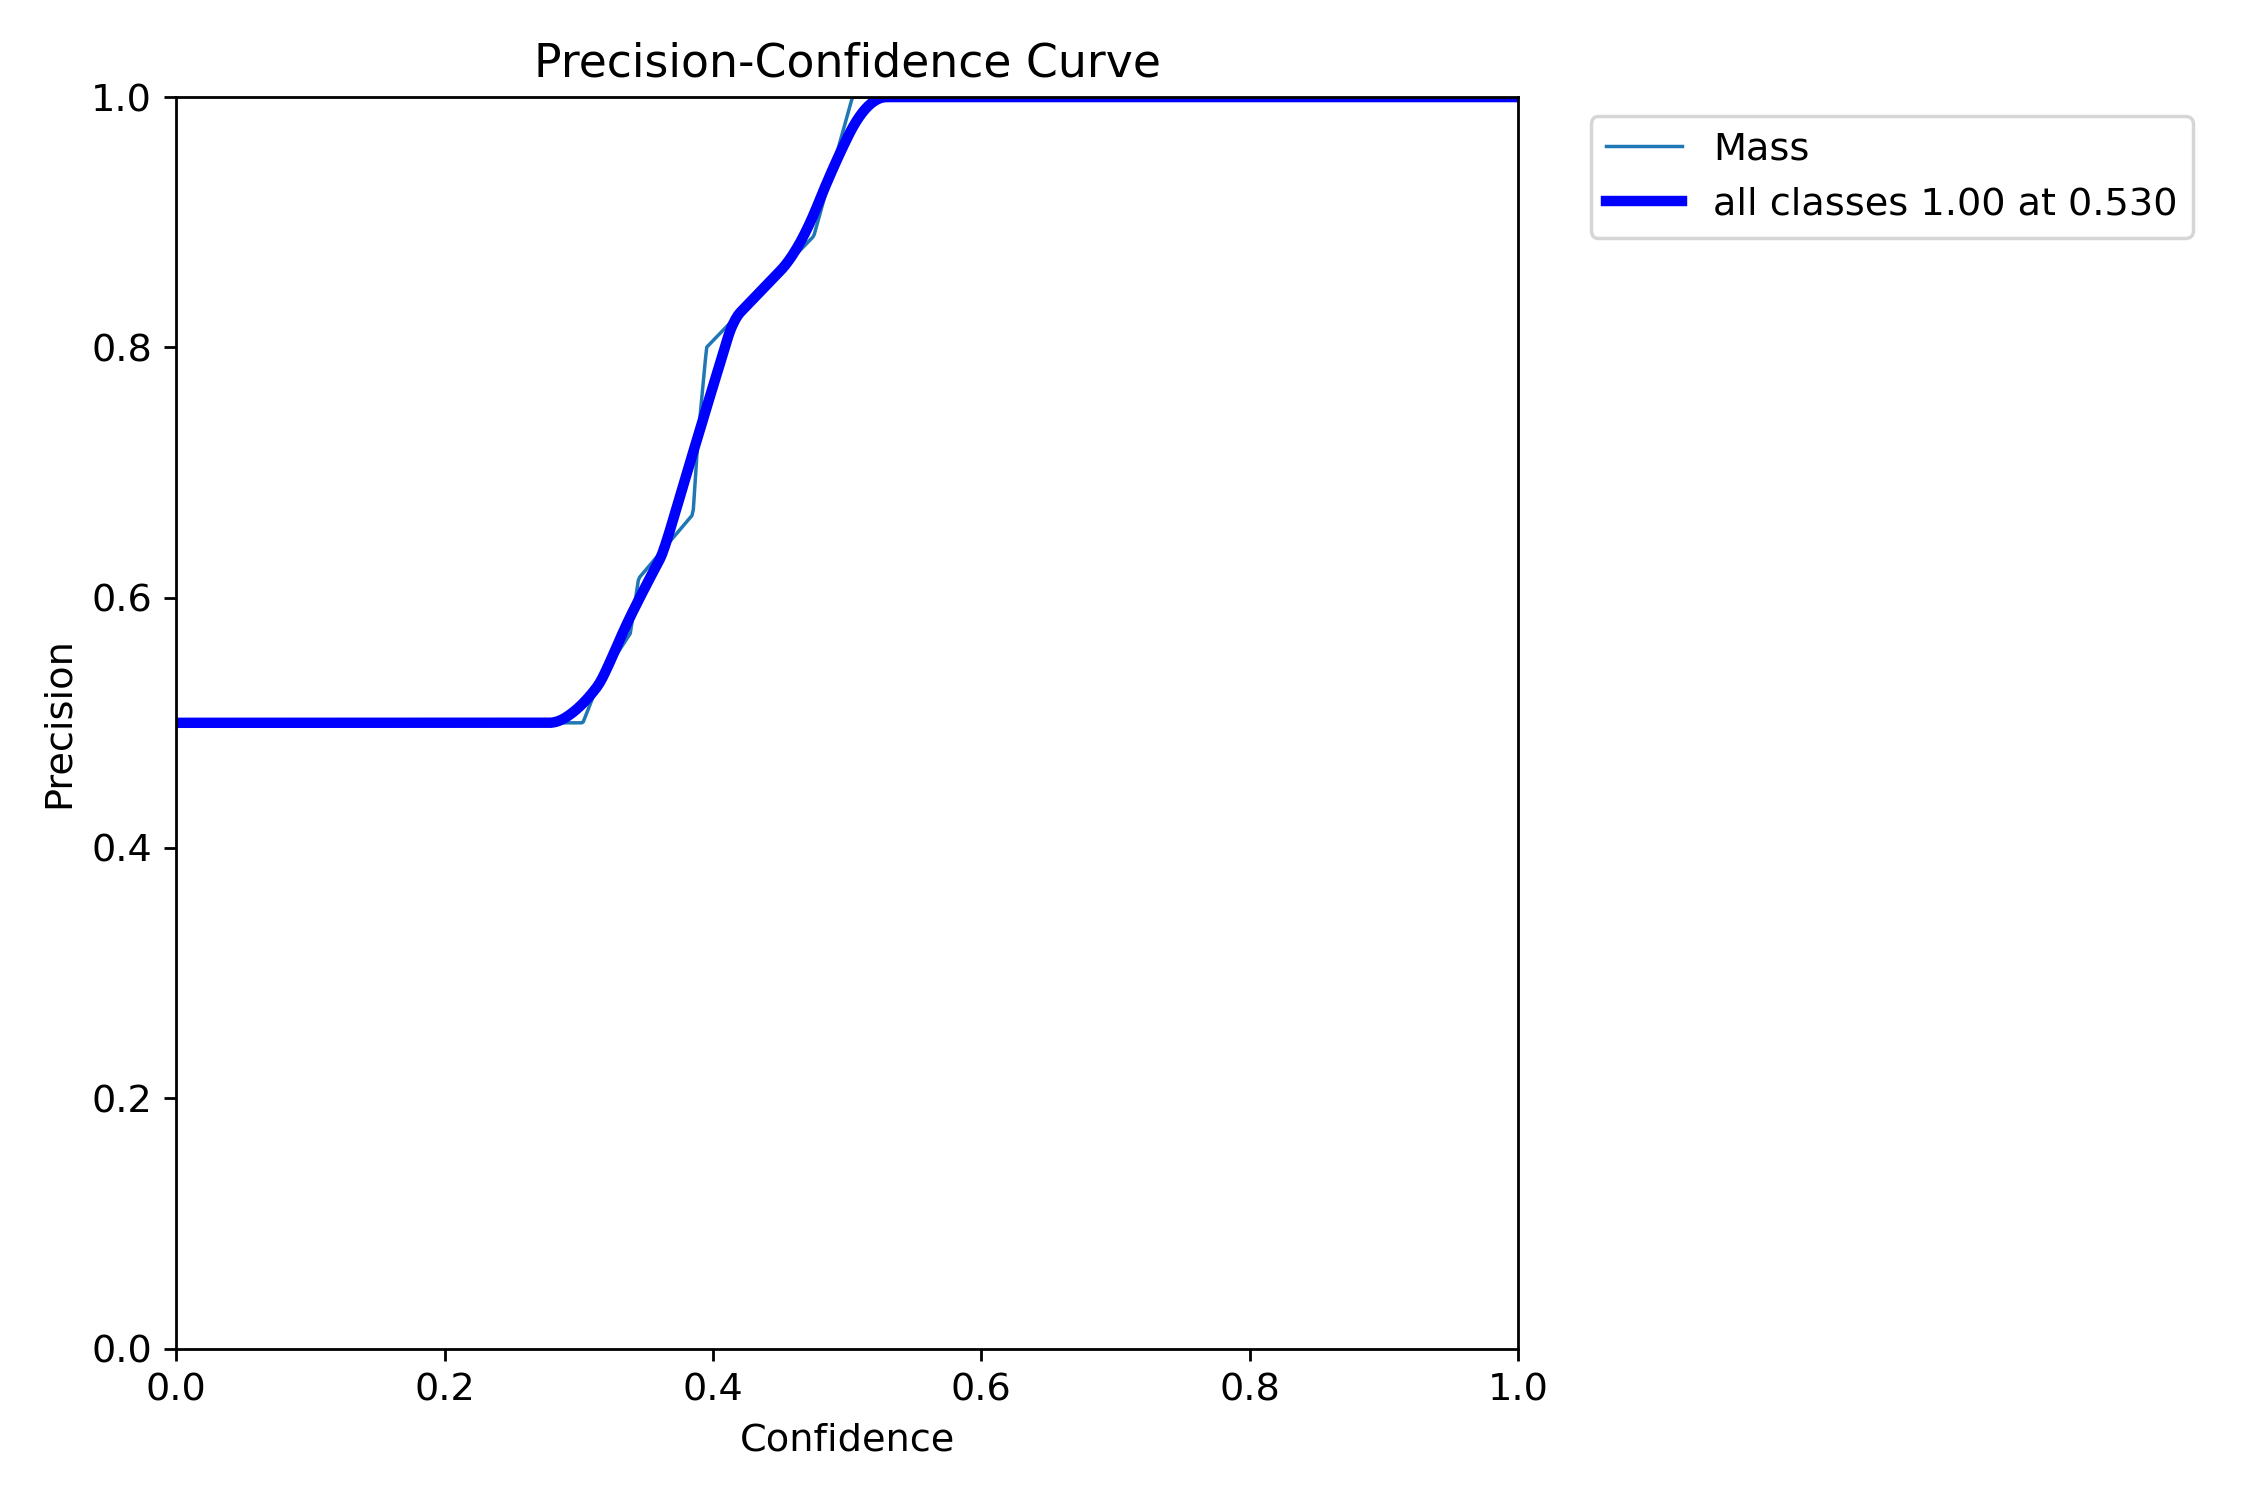 Precision-Confidence Curve
1.0
0.8
0.6
0.4
0.2
0.0
Precision
0.0 0.2 0.4 0.6 0.8 1.0
Confidence
Mass
all classes 1.00 at 0.530